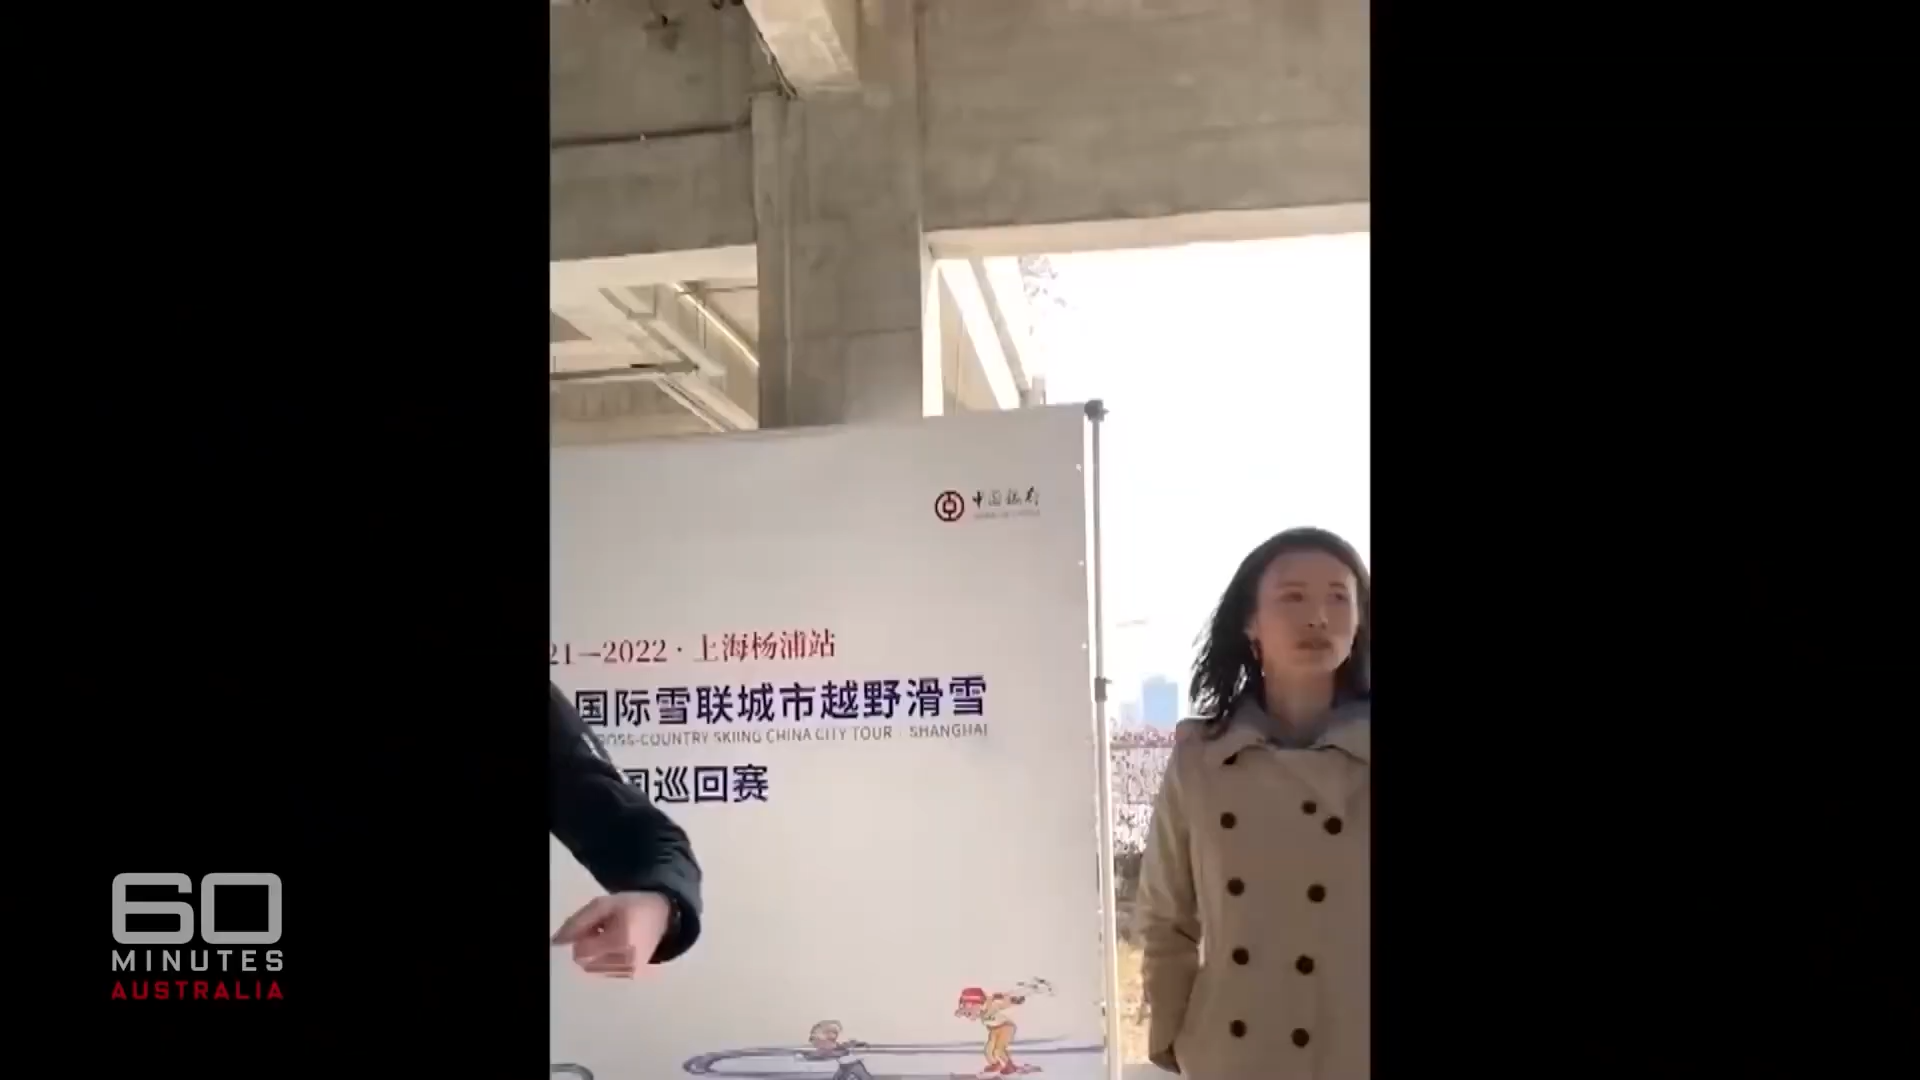 中国银行
21—2022·上海杨浦站
国际雪联城市越野滑雪
OSS-COUNTRY SKIING CHINA CITY TOUR · SHANGHAI
国巡回赛
60
MINUTES
AUSTRALIA